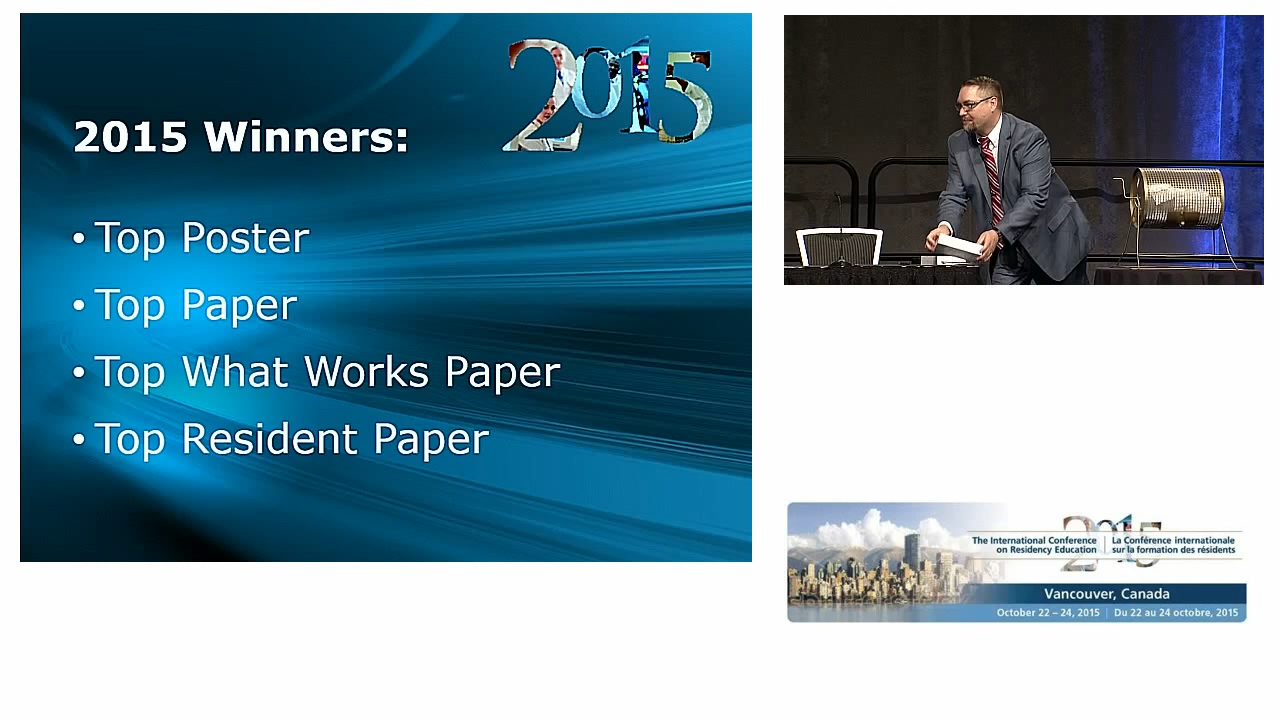 2015
2015 Winners:
• Top Poster
• Top Paper
• Top What Works Paper
• Top Resident Paper
2015
The International Conference
on Residency Education
La Conférence internationale
sur la formation des résidents
Vancouver, Canada
October 22 – 24, 2015 | Du 22 au 24 octobre, 2015